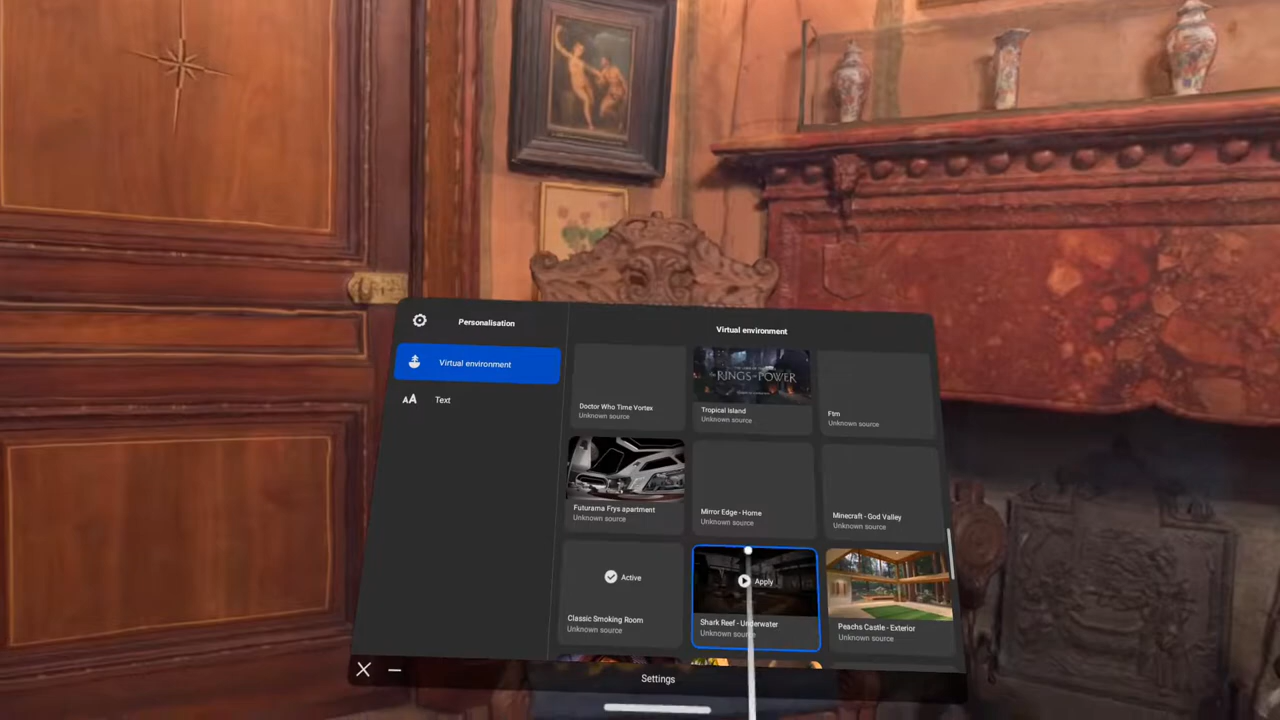 Personalisation
Virtual environment
Text
Virtual environment
Doctor Who Time Vortex
Unknown source
RINGS OF POWER
Tropical Island
Unknown source
Ftm
Unknown source
Futurama Frys apartment
Unknown source
Mirror Edge - Home
Unknown source
Minecraft - God Valley
Unknown source
Active
Classic Smoking Room
Unknown source
Apply
Shark Reef - Underwater
Unknown source
Peachs Castle - Exterior
Unknown source
Settings